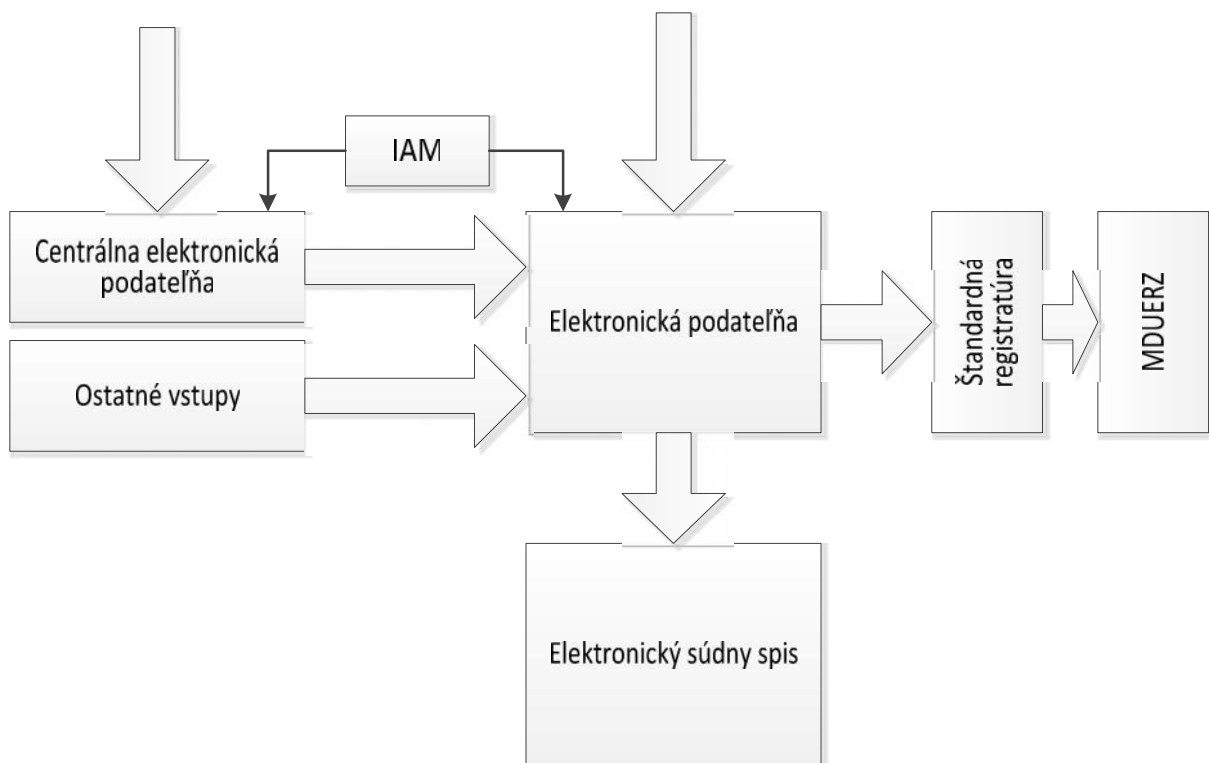 IAM
Centrálna elektronická
podateľňa
Ostatné vstupy
Elektronická podateľňa
Štandardná
registratúra
MDUERZ
Elektronický súdny spis